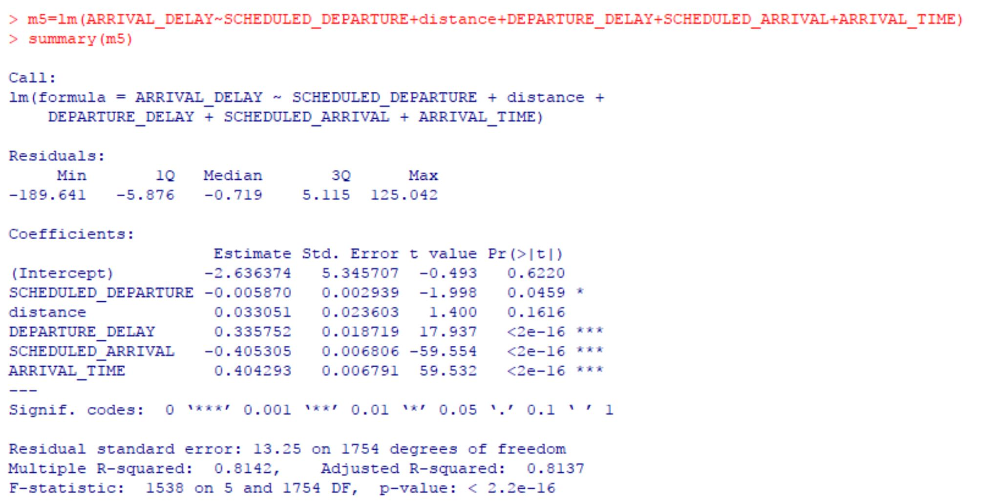 > m5=lm(ARRIVAL_DELAY~SCHEDULED_DEPARTURE+distance+DEPARTURE_DELAY+SCHEDULED_ARRIVAL+ARRIVAL_TIME)
> summary(m5)

Call:
lm(formula = ARRIVAL_DELAY ~ SCHEDULED_DEPARTURE + distance +
    DEPARTURE_DELAY + SCHEDULED_ARRIVAL + ARRIVAL_TIME)

Residuals:
     Min       1Q   Median       3Q      Max
-189.641   -5.876   -0.719    5.115  125.042

Coefficients:
                     Estimate Std. Error t value Pr(>|t|)
(Intercept)         -2.636374   5.345707  -0.493   0.6220
SCHEDULED_DEPARTURE -0.005870   0.002939  -1.998   0.0459 *
distance             0.033051   0.023603   1.400   0.1616
DEPARTURE_DELAY      0.335752   0.018719  17.937   <2e-16 ***
SCHEDULED_ARRIVAL   -0.405305   0.006806 -59.554   <2e-16 ***
ARRIVAL_TIME         0.404293   0.006791  59.532   <2e-16 ***
---
Signif. codes:  0 ‘***’ 0.001 ‘**’ 0.01 ‘*’ 0.05 ‘.’ 0.1 ‘ ’ 1

Residual standard error: 13.25 on 1754 degrees of freedom
Multiple R-squared:  0.8142,    Adjusted R-squared:  0.8137
F-statistic:  1538 on 5 and 1754 DF,  p-value: < 2.2e-16